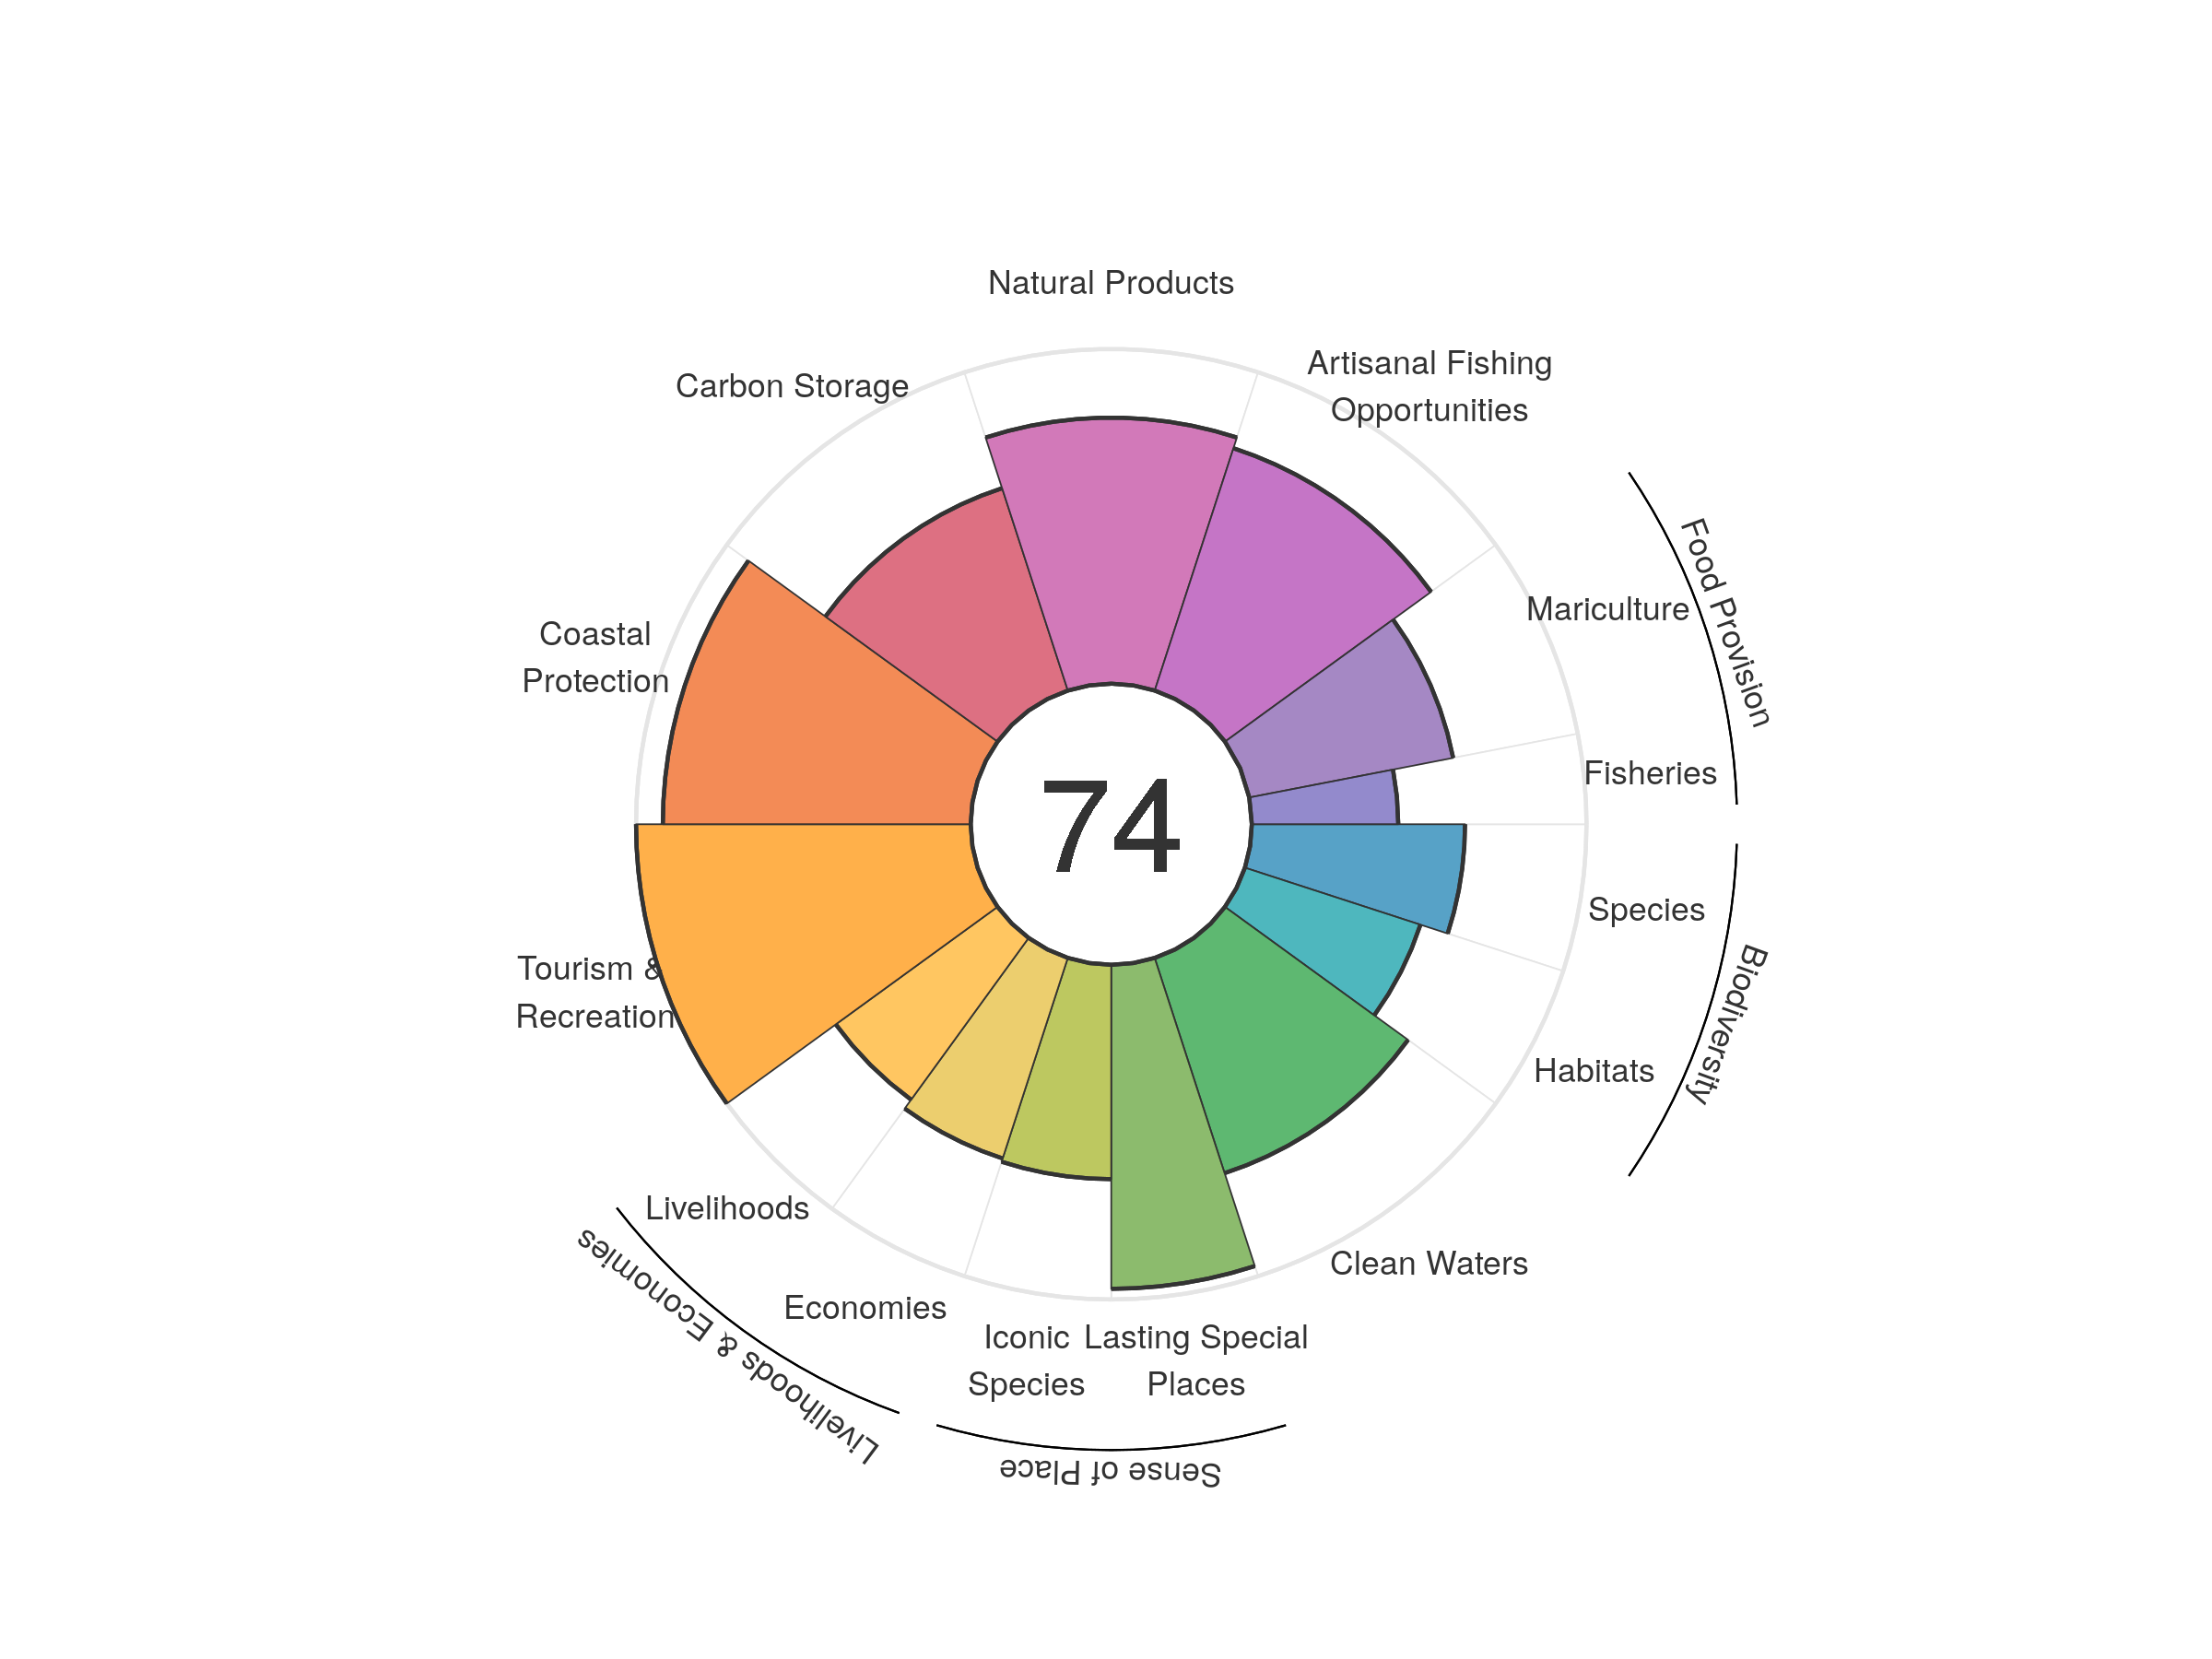 Natural Products
Artisanal Fishing
Opportunities
Carbon Storage
Food Provision
Mariculture
Coastal
Protection
Fisheries
74
Species
Biodiversity
Tourism &
Recreation
Habitats
Livelihoods
Clean Waters
Livelihoods & Economies
Economies
Iconic
Species
Lasting Special
Places
Sense of Place